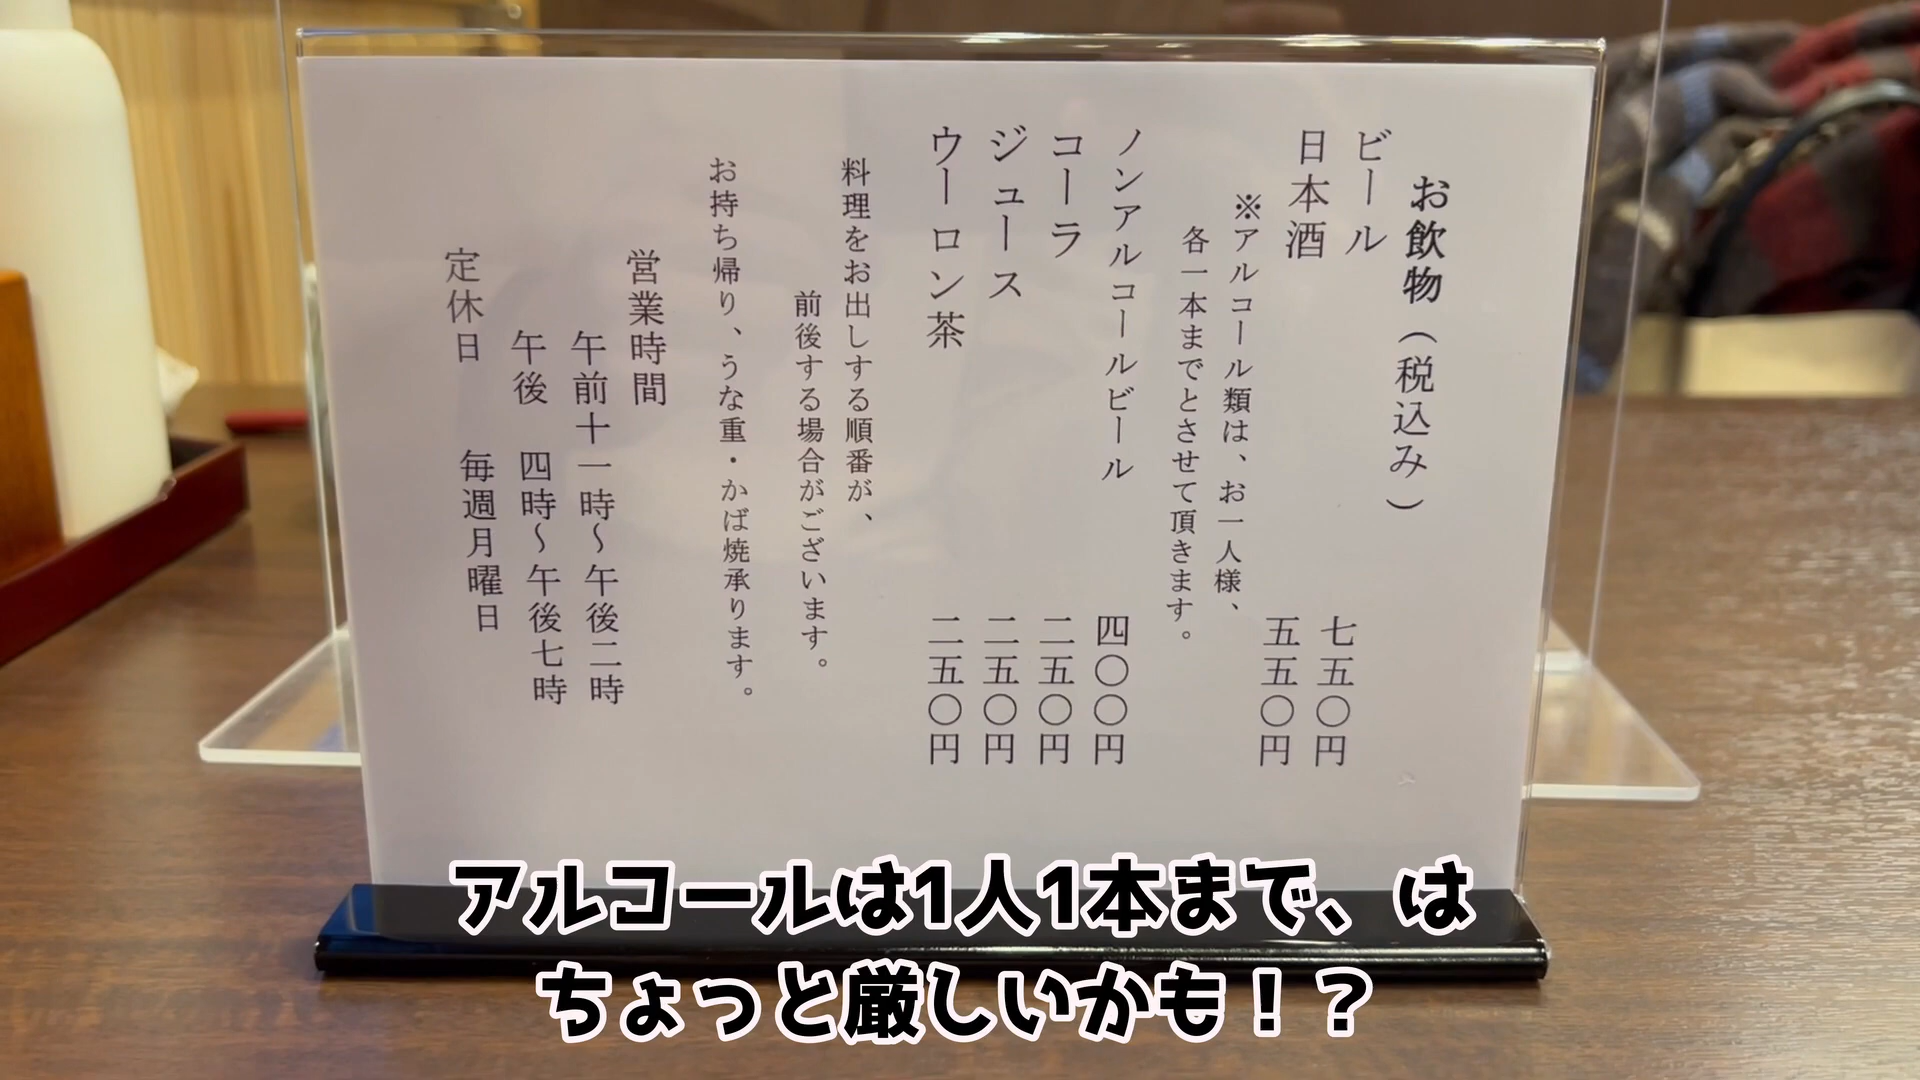 お飲物（税込み）
ビール 七五〇円
日本酒 五五〇円
※アルコール類は、お一人様、
各一本までとさせて頂きます。
ノンアルコールビール 四〇〇円
コーラ 二五〇円
ジュース 二五〇円
ウーロン茶 二五〇円
料理をお出しする順番が、
前後する場合がございます。
お持ち帰り、うな重・かば焼承ります。
営業時間
午前十一時〜午後二時
午後 四時〜午後七時
定休日 毎週月曜日
アルコールは1人1本まで、は
ちょっと厳しいかも！？